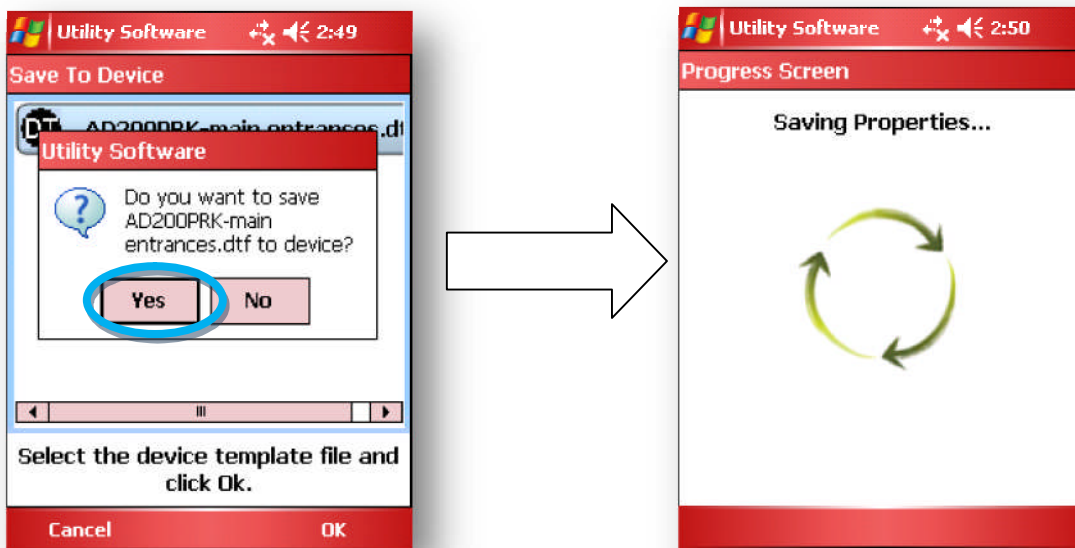 Utility Software 2:49
Save To Device
AD200PRK-main entrances.dt
Utility Software
Do you want to save
AD200PRK-main
entrances.dtf to device?
Yes No
Select the device template file and
click Ok.
Cancel OK
Utility Software 2:50
Progress Screen
Saving Properties...